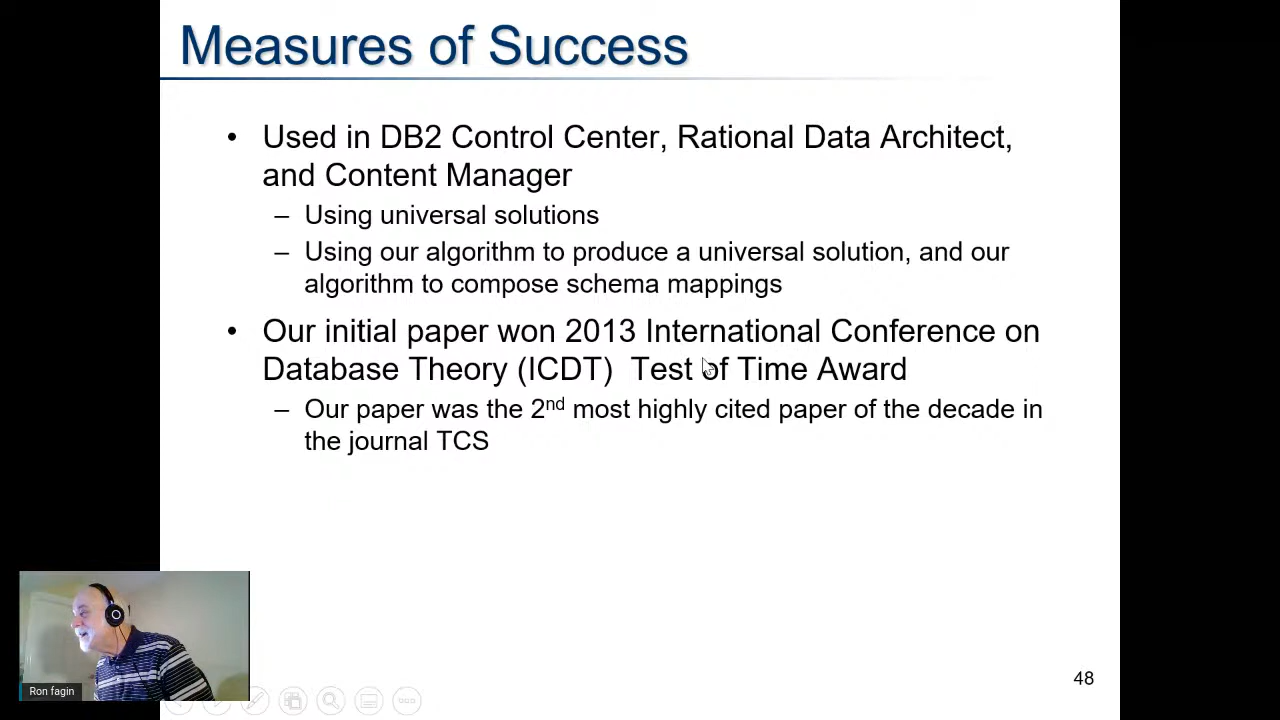 Measures of Success
• Used in DB2 Control Center, Rational Data Architect,
and Content Manager
– Using universal solutions
– Using our algorithm to produce a universal solution, and our
algorithm to compose schema mappings
• Our initial paper won 2013 International Conference on
Database Theory (ICDT)  Test of Time Award
– Our paper was the 2nd most highly cited paper of the decade in
the journal TCS
48
Ron fagin